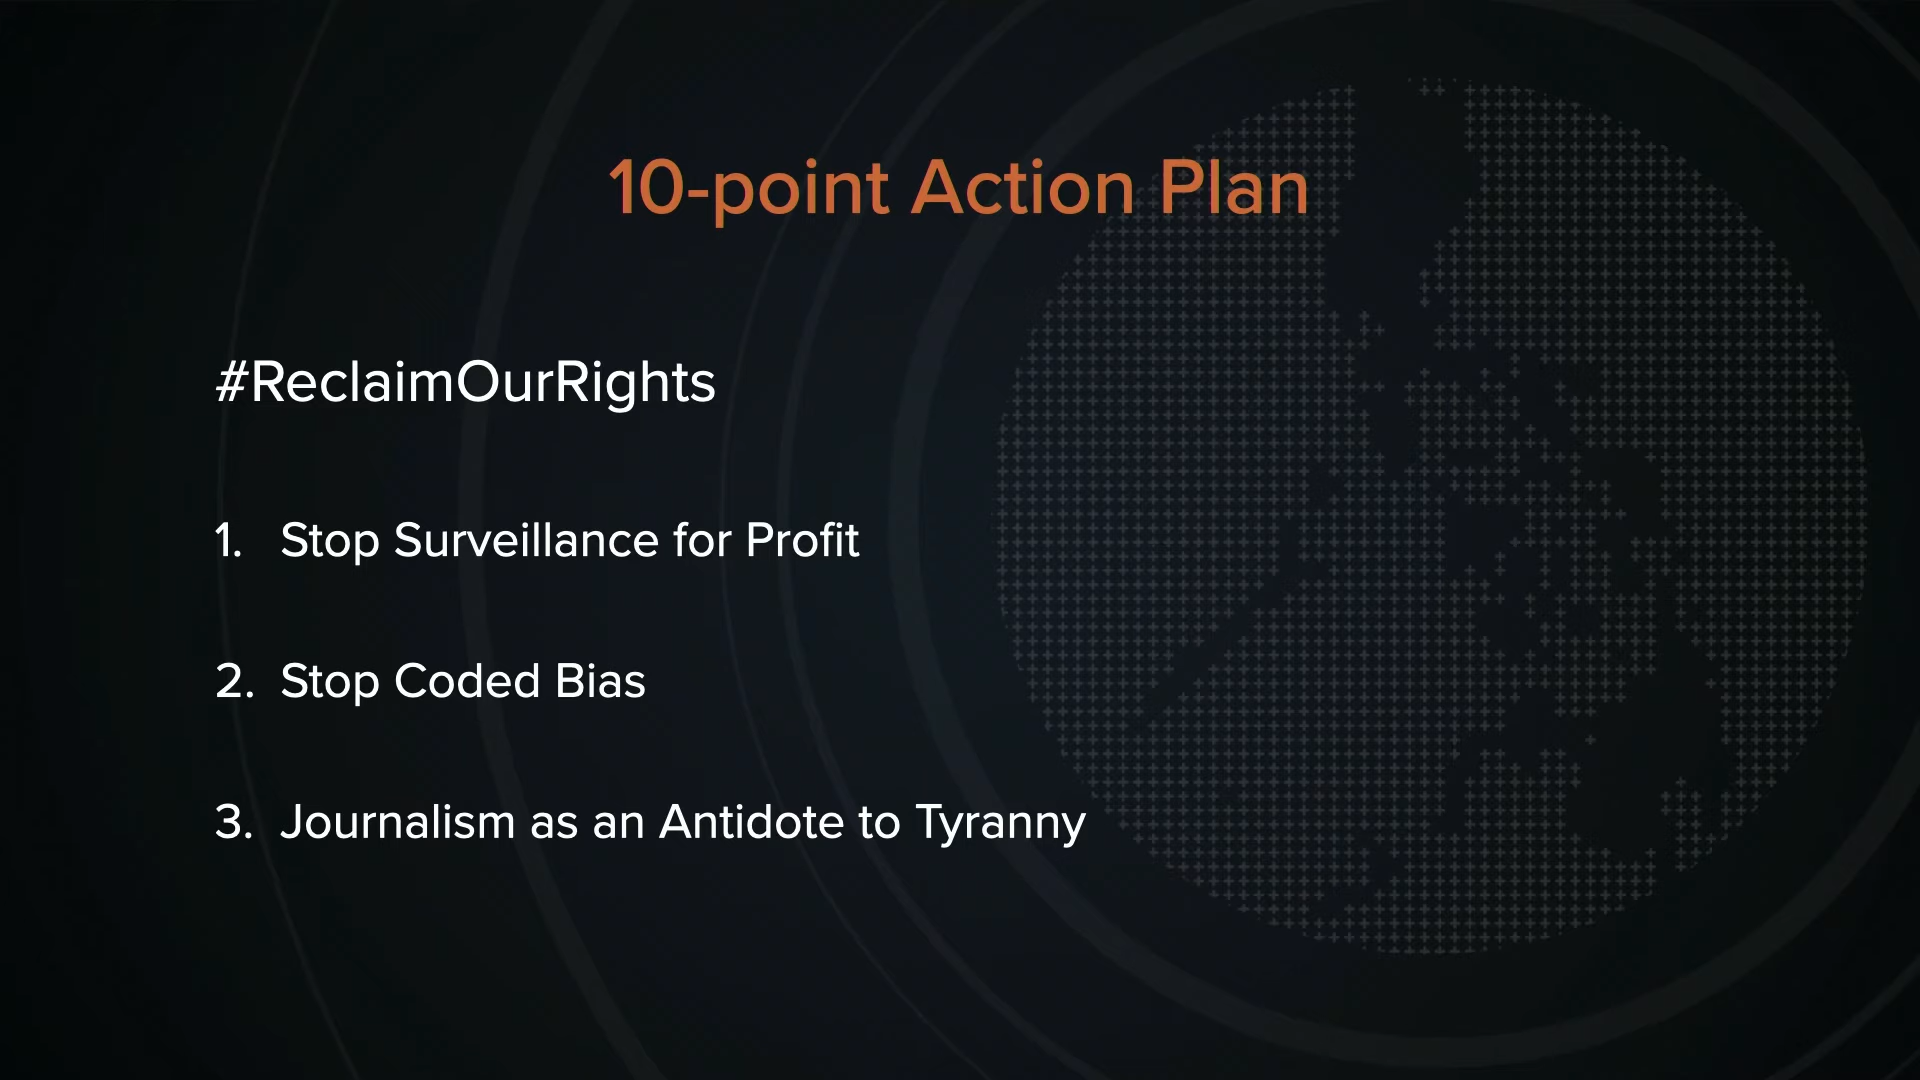 10-point Action Plan
#ReclaimOurRights
1. Stop Surveillance for Profit
2. Stop Coded Bias
3. Journalism as an Antidote to Tyranny